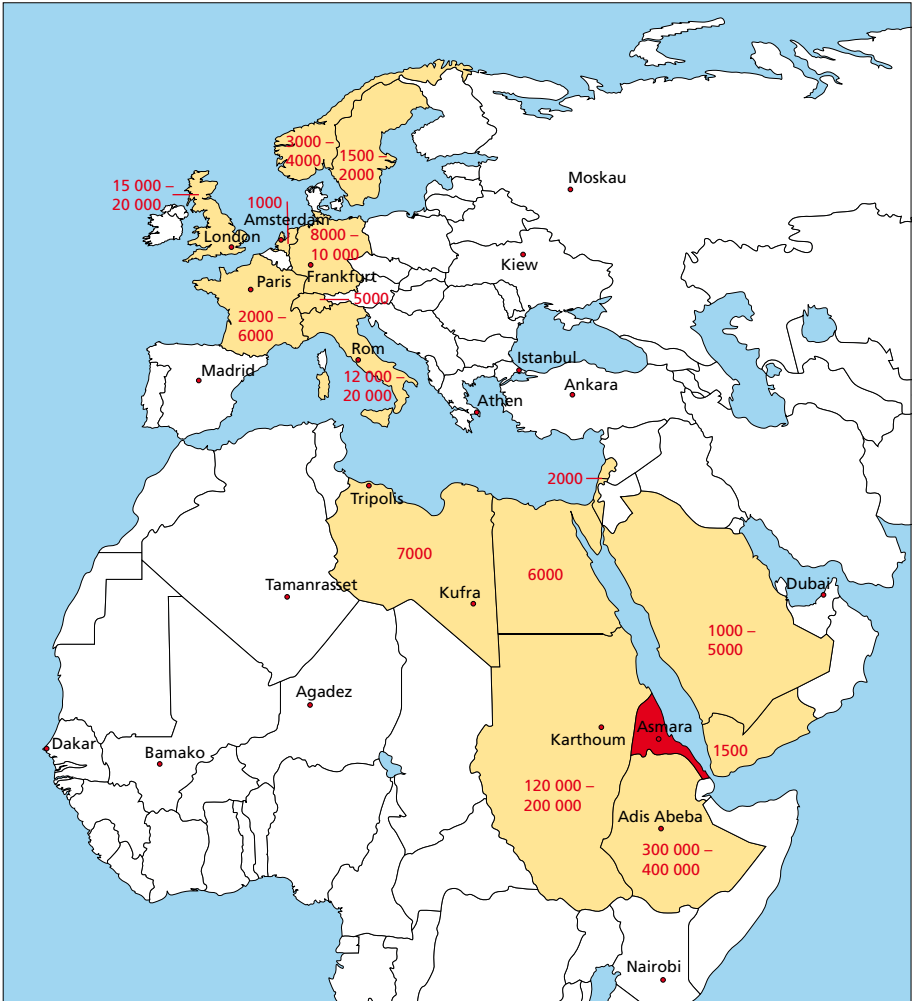 3000 –
4000
1500 –
2000
Moskau
15 000 –
20 000
1000
Amsterdam
London
8000 –
10 000
Kiew
Paris
Frankfurt
5000
2000 –
6000
Rom
Istanbul
Madrid
12 000 –
20 000
Ankara
Athen
2000
Tripolis
7000
6000
Dubai
Tamanrasset
Kufra
1000 –
5000
Agadez
Asmara
Dakar
Karthoum
Bamako
1500
120 000 –
200 000
Adis Abeba
300 000 –
400 000
Nairobi